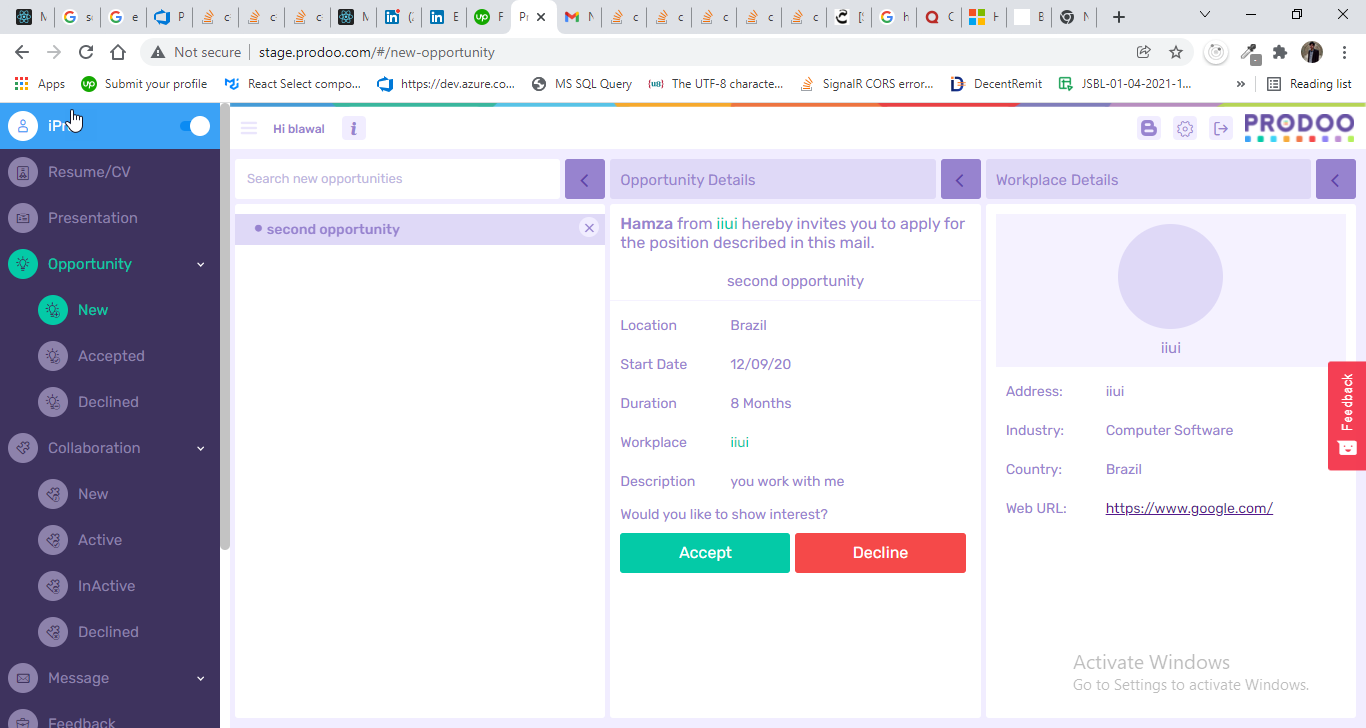 Not secure
stage.prodoo.com/#/new-opportunity
Apps
Submit your profile
React Select compo...
https://dev.azure.co...
MS SQL Query
The UTF-8 characte...
SignalR CORS error...
DecentRemit
JSBL-01-04-2021-1...
»
Reading list
Hi blawal
i
PRODOO
Resume/CV
Presentation
Opportunity
New
Accepted
Declined
Collaboration
New
Active
InActive
Declined
Message
Feedback
Search new opportunities
second opportunity
Opportunity Details
Hamza from iiui hereby invites you to apply for
the position described in this mail.
second opportunity
Location Brazil
Start Date 12/09/20
Duration 8 Months
Workplace iiui
Description you work with me
Would you like to show interest?
Accept
Decline
Workplace Details
iiui
Address: iiui
Industry: Computer Software
Country: Brazil
Web URL: https://www.google.com/
Feedback
Activate Windows
Go to Settings to activate Windows.